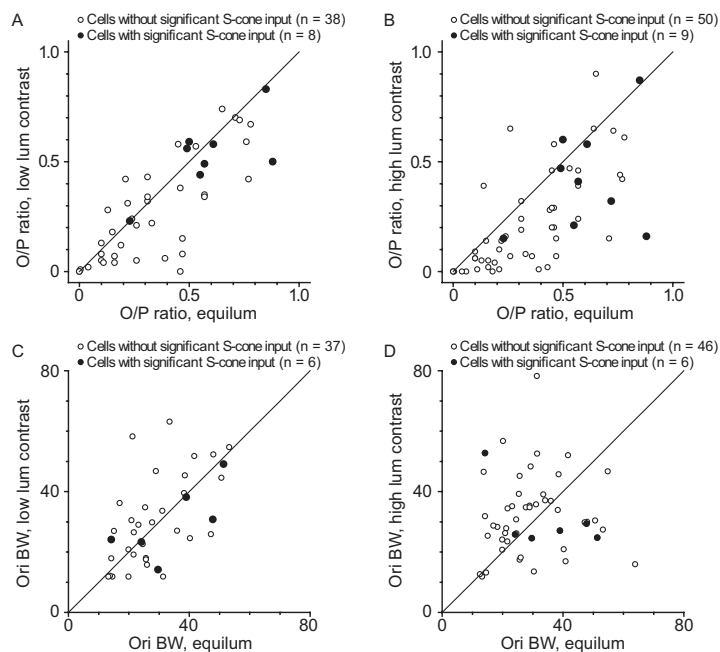 A
Cells without significant S-cone input (n = 38)
Cells with significant S-cone input (n = 8)
1.0
0.5
0
0 0.5 1.0
O/P ratio, low lum contrast
O/P ratio, equilum
B
Cells without significant S-cone input (n = 50)
Cells with significant S-cone input (n = 9)
1.0
0.5
0
0 0.5 1.0
O/P ratio, high lum contrast
O/P ratio, equilum
C
Cells without significant S-cone input (n = 37)
Cells with significant S-cone input (n = 6)
80
40
0
0 40 80
Ori BW, low lum contrast
Ori BW, equilum
D
Cells without significant S-cone input (n = 46)
Cells with significant S-cone input (n = 6)
80
40
0
0 40 80
Ori BW, high lum contrast
Ori BW, equilum